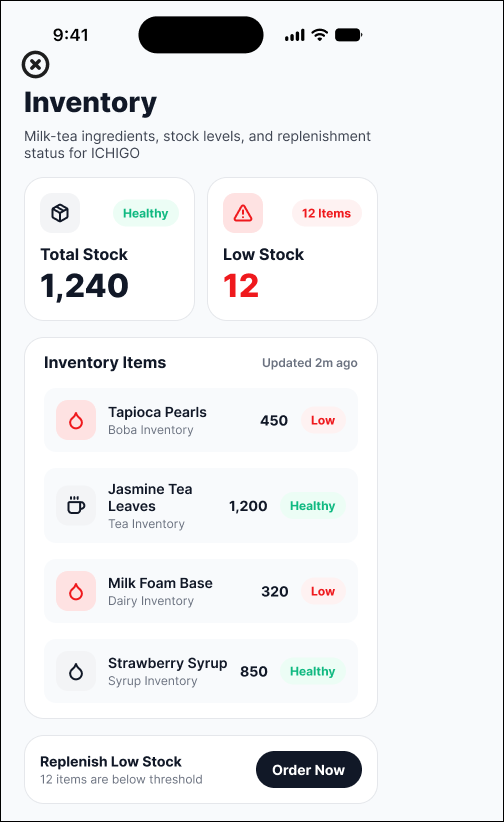 9:41
Inventory
Milk-tea ingredients, stock levels, and replenishment
status for ICHIGO
Healthy
Total Stock
1,240
12 Items
Low Stock
12
Inventory Items
Updated 2m ago
Tapioca Pearls
Boba Inventory
450
Low
Jasmine Tea
Leaves
Tea Inventory
1,200
Healthy
Milk Foam Base
Dairy Inventory
320
Low
Strawberry Syrup
Syrup Inventory
850
Healthy
Replenish Low Stock
12 items are below threshold
Order Now